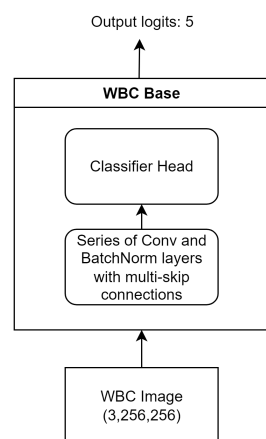 Output logits: 5
WBC Base
Classifier Head
Series of Conv and
BatchNorm layers
with multi-skip
connections
WBC Image
(3,256,256)